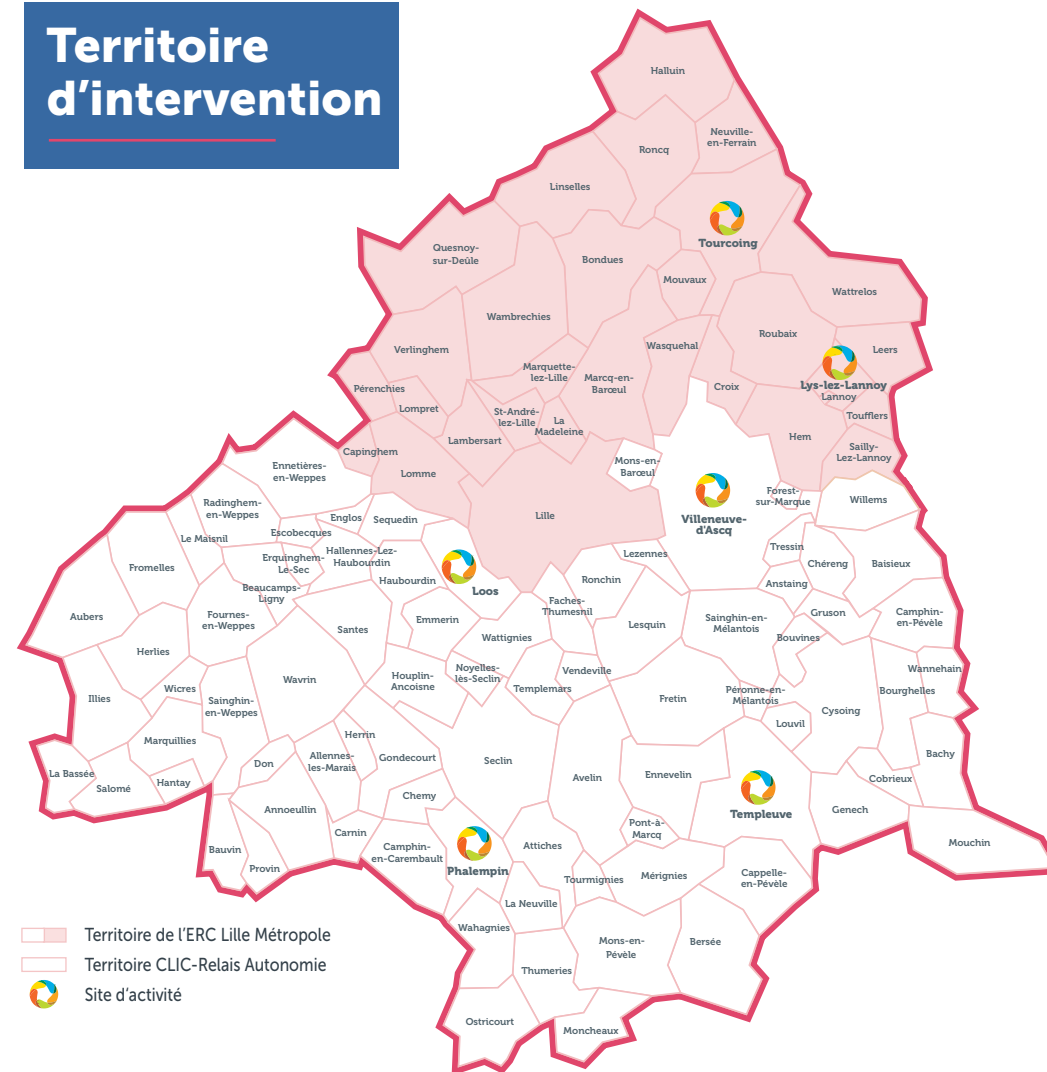 Territoire
d'intervention
Halluin
Neuville-
en-Ferrain
Roncq
Linselles
Tourcoing
Quesnoy-
sur-Deûle
Bondues
Mouvaux
Wattrelos
Wambrechies
Roubaix
Wasquehal
Verlinghem
Leers
Marquette-
lez-Lille
Marcq-en-
Barœul
Pérenchies
Croix
Lys-lez-Lannoy
Lannoy
Lompret
St-André-
lez-Lille
La
Madeleine
Toufflers
Lambersart
Hem
Capinghem
Sailly-
Lez-Lannoy
Mons-en-
Barœul
Ennetières-
en-Weppes
Lomme
Forest-
sur-Marque
Willems
Radinghem-
en-Weppes
Englos
Sequedin
Lille
Villeneuve-
d'Ascq
Le Maisnil
Escobecques
Tressin
Lezennes
Hallennes-Lez-
Haubourdin
Erquinghem-
Le-Sec
Fromelles
Chéreng
Baisieux
Haubourdin
Ronchin
Anstaing
Beaucamps-
Ligny
Loos
Faches-
Thumesnil
Aubers
Fournes-
en-Weppes
Emmerin
Gruson
Camphin-
en-Pévèle
Santes
Lesquin
Sainghin-en-
Mélantois
Wattignies
Bouvines
Herlies
Wannehain
Vendeville
Noyelles-
lès-Seclin
Houplin-
Ancoisne
Wavrin
Templemars
Wicres
Péronne-en-
Mélantois
Bourghelles
Illies
Sainghin-
en-Weppes
Fretin
Cysoing
Louvil
Herrin
Marquillies
Bachy
Allennes-
les-Marais
Gondecourt
Seclin
Don
La Bassée
Ennevelin
Avelin
Cobrieux
Hantay
Salomé
Chemy
Annoeullin
Templeuve
Genech
Pont-à-
Marcq
Carnin
Mouchin
Bauvin
Camphin-
en-Carembault
Attiches
Provin
Phalempin
Tourmignies
Mérignies
Cappelle-
en-Pévèle
La Neuville
Wahagnies
Mons-en-
Pévèle
Bersée
Thumeries
Ostricourt
Moncheaux
Territoire de l'ERC Lille Métropole
Territoire CLIC-Relais Autonomie
Site d'activité